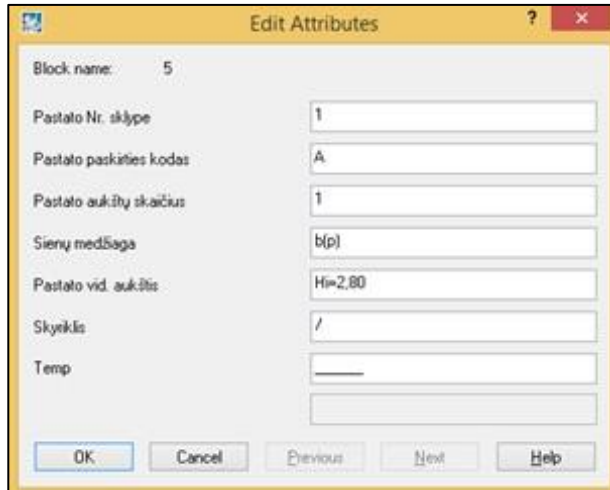 Edit Attributes ?
Block name: 5
Pastato Nr. sklype 1
Pastato paskirties kodas A
Pastato aukštų skaičius 1
Sienų medžiaga b(p)
Pastato vid. aukštis Hi=2,80
Skyriklis /
Temp ______
OK Cancel Previous Next Help